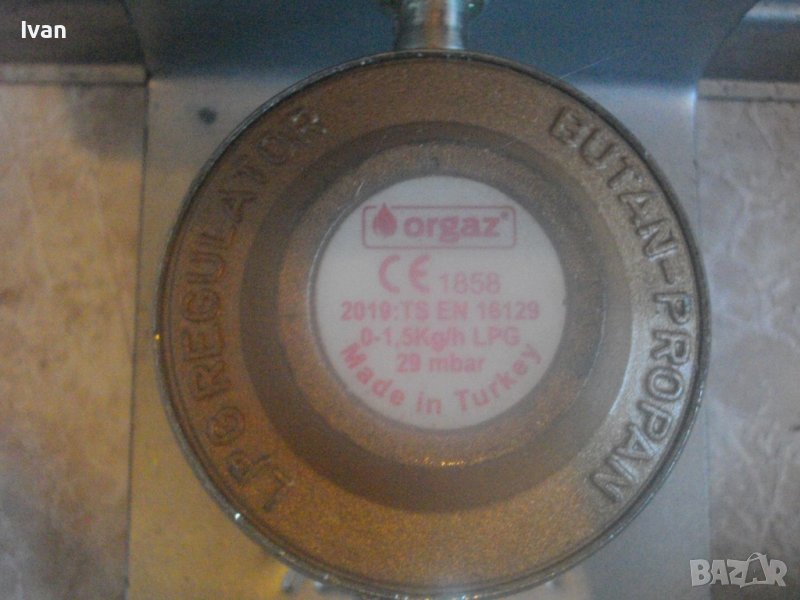 Ivan
LPG REGULATOR
BUTAN-PROPAN
orgaz®
CE 1858
2019:TS EN 16129
0-1,5Kg/h LPG
29 mbar
Made in Turkey
BAZAR